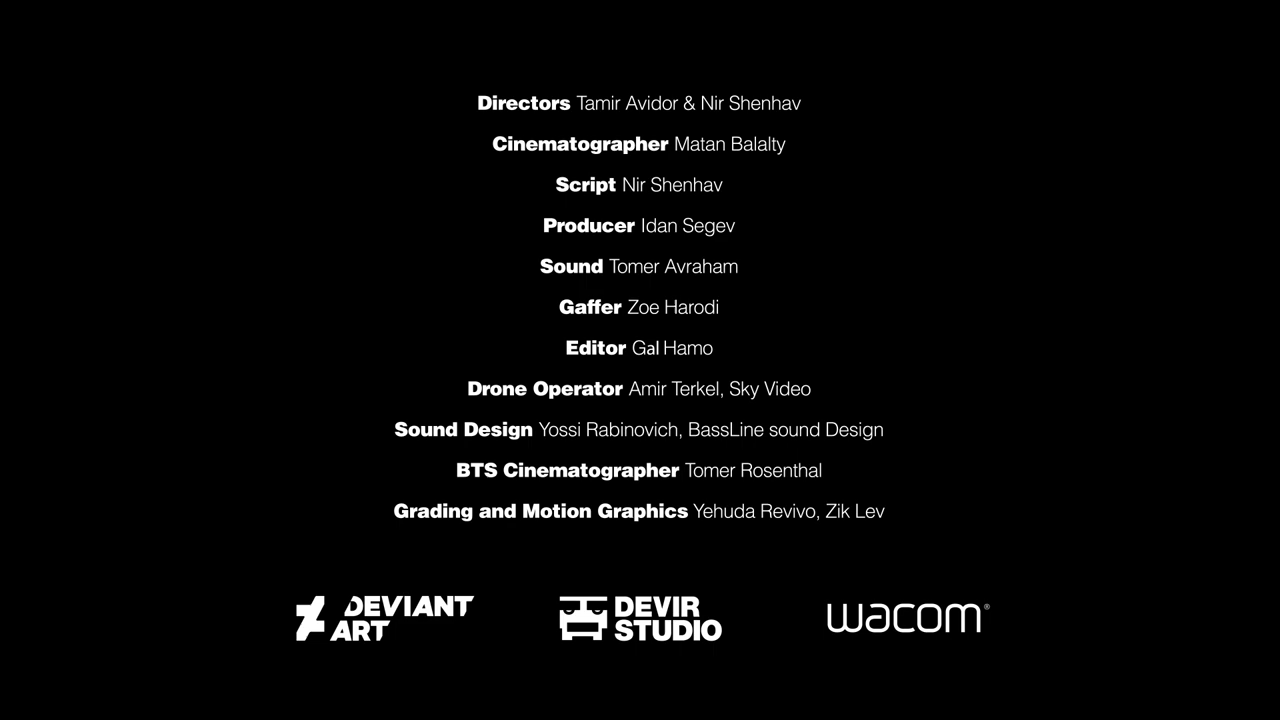 Directors Tamir Avidor & Nir Shenhav
Cinematographer Matan Balalty
Script Nir Shenhav
Producer Idan Segev
Sound Tomer Avraham
Gaffer Zoe Harodi
Editor Gal Hamo
Drone Operator Amir Terkel, Sky Video
Sound Design Yossi Rabinovich, BassLine sound Design
BTS Cinematographer Tomer Rosenthal
Grading and Motion Graphics Yehuda Revivo, Zik Lev
DEVIANT
ART
DEVIR
STUDIO
wacom®